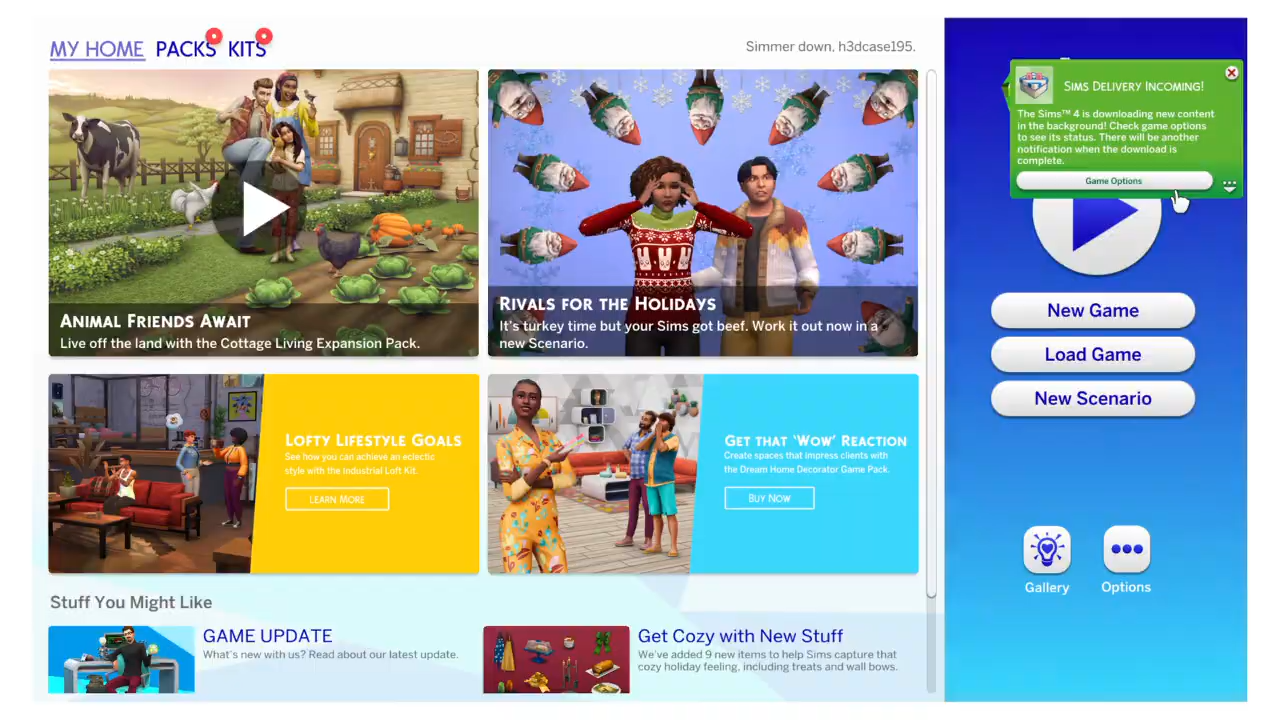 MY HOME PACKS KITS
Simmer down, h3dcase195.
ANIMAL FRIENDS AWAIT
Live off the land with the Cottage Living Expansion Pack.
RIVALS FOR THE HOLIDAYS
It's turkey time but your Sims got beef. Work it out now in a
new Scenario.
LOFTY LIFESTYLE GOALS
See how you can achieve an eclectic
style with the Industrial Loft Kit.
LEARN MORE
GET THAT 'WOW' REACTION
Create spaces that impress clients with
the Dream Home Decorator Game Pack.
BUY NOW
Stuff You Might Like
GAME UPDATE
What's new with us? Read about our latest update.
Get Cozy with New Stuff
We've added 9 new items to help Sims capture that
cozy holiday feeling, including treats and wall bows.
SIMS DELIVERY INCOMING!
The Sims™ 4 is downloading new content
in the background! Check game options
to see its status. There will be another
notification when the download is
complete.
Game Options
New Game
Load Game
New Scenario
Gallery
Options